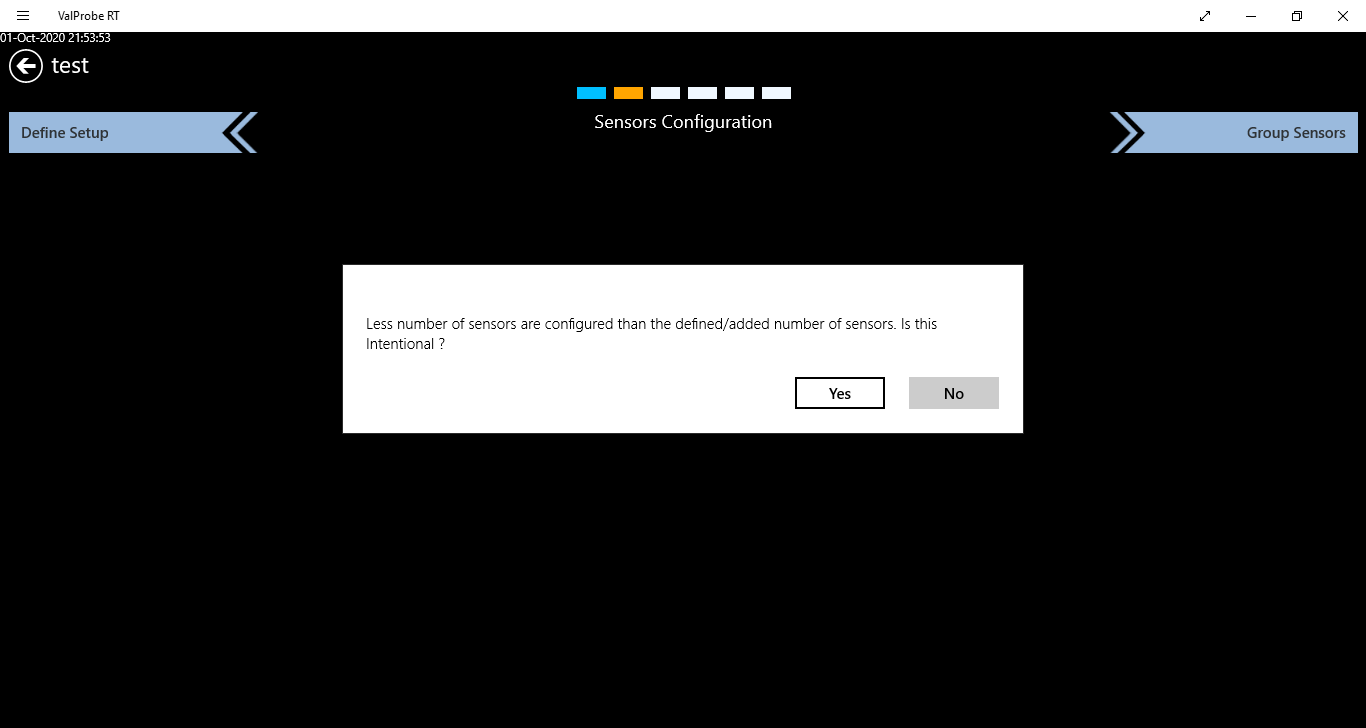 ValProbe RT
01-Oct-2020 21:53:53
test
Define Setup
Sensors Configuration
Group Sensors
Less number of sensors are configured than the defined/added number of sensors. Is this
Intentional ?
Yes
No